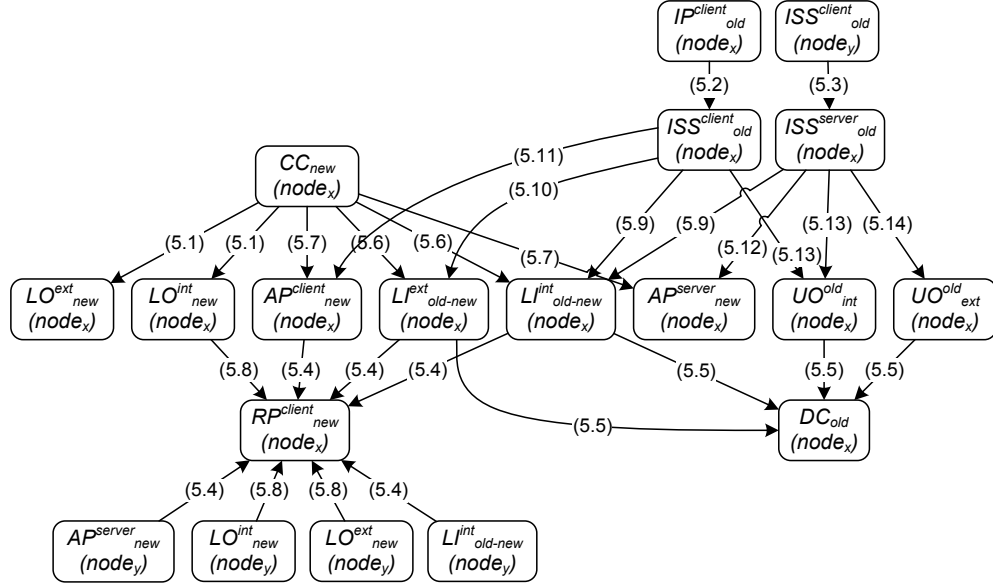 IP^client_old ISS^client_old
(node_x) (node_y)
(5.2) (5.3)
ISS^client_old ISS^server_old
(node_x) (node_x)
CC_new
(node_x)
(5.11)
(5.10)
(5.1) (5.1) (5.7) (5.6) (5.6) (5.7) (5.9) (5.9) (5.12) (5.13) (5.13) (5.14)
LO^ext_new LO^int_new AP^client_new LI^ext_old-new LI^int_old-new AP^server_new UO^old_int UO^old_ext
(node_x) (node_x) (node_x) (node_x) (node_x) (node_x) (node_x) (node_x)
(5.8) (5.4) (5.4) (5.4) (5.5) (5.5) (5.5)
RP^client_new DC_old
(node_x) (node_x)
(5.5)
(5.4) (5.8) (5.8) (5.4)
AP^server_new LO^int_new LO^ext_new LI^int_old-new
(node_y) (node_y) (node_y) (node_y)